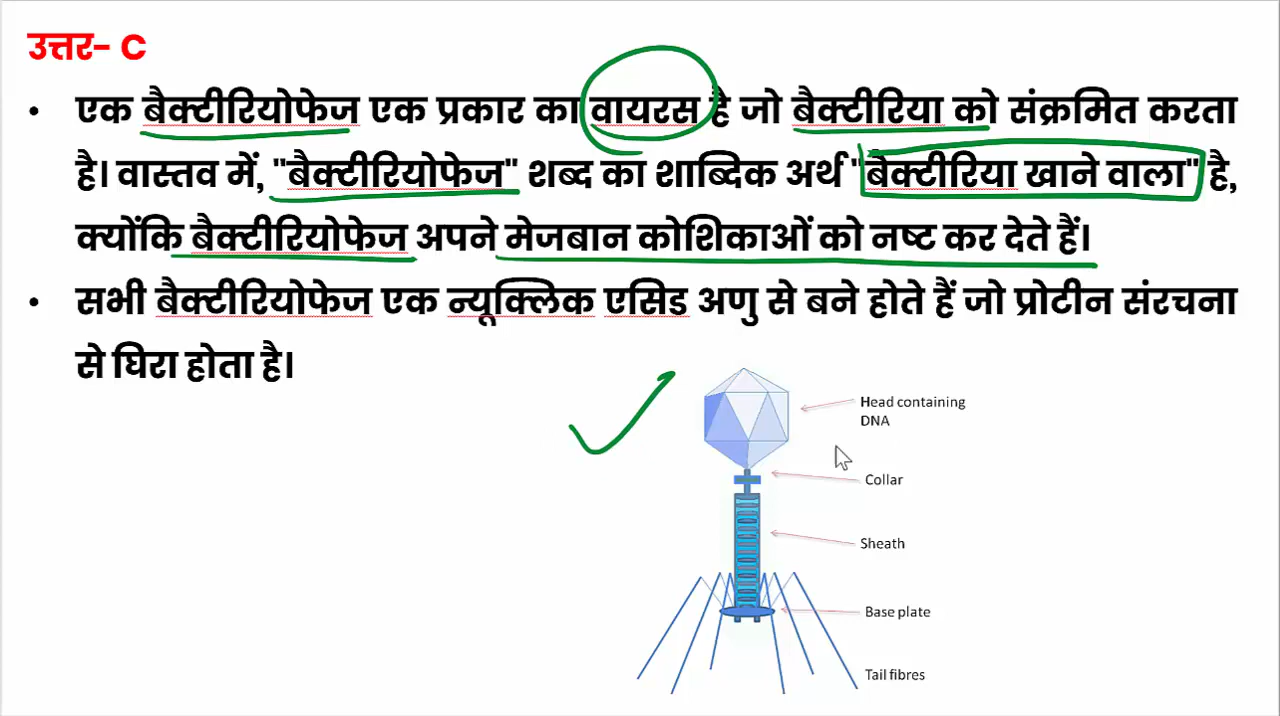 उत्तर– C
• एक बैक्टीरियोफेज एक प्रकार का वायरस है जो बैक्टीरिया को संक्रमित करता
है। वास्तव में, "बैक्टीरियोफेज" शब्द का शाब्दिक अर्थ "बैक्टीरिया खाने वाला" है,
क्योंकि बैक्टीरियोफेज अपने मेजबान कोशिकाओं को नष्ट कर देते हैं।
• सभी बैक्टीरियोफेज एक न्यूक्लिक एसिड अणु से बने होते हैं जो प्रोटीन संरचना
से घिरा होता है।
Head containing
DNA
Collar
Sheath
Base plate
Tail fibres